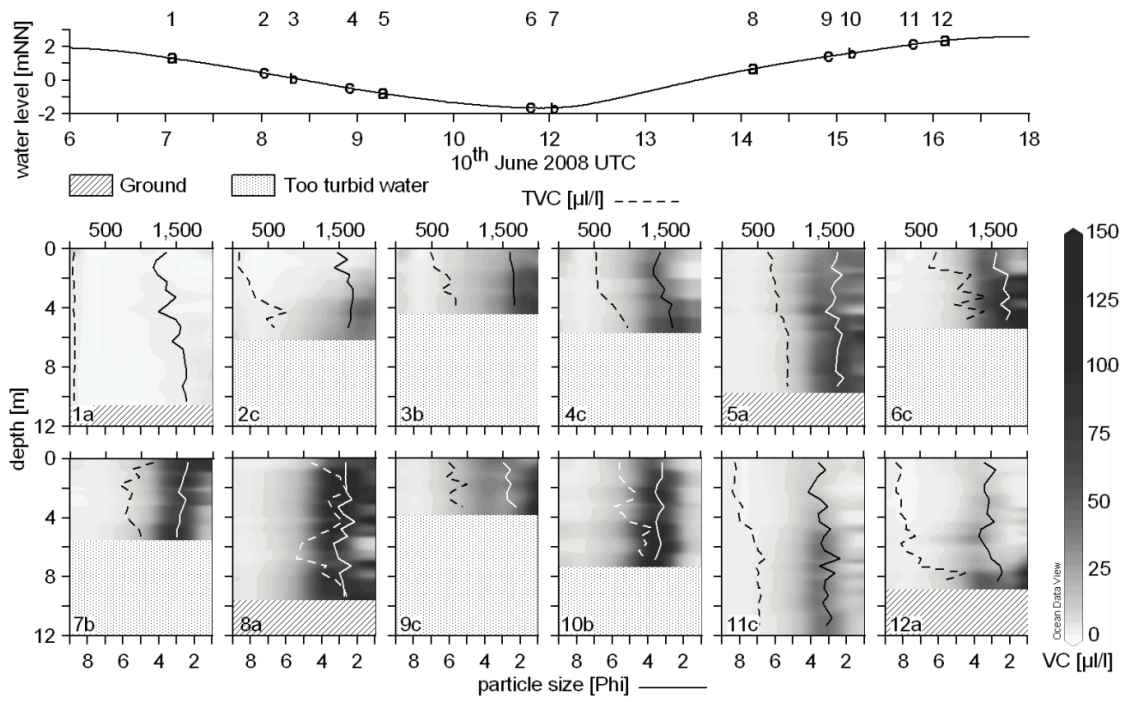 1 2 3 4 5 6 7 8 9 10 11 12
water level [mNN]
2
0
-2
a c b c a c b a c b c a
6 7 8 9 10 11 12 13 14 15 16 17 18
10th June 2008 UTC
Ground Too turbid water
TVC [µl/l]
500 1,500 500 1,500 500 1,500 500 1,500 500 1,500 500 1,500
0
4
8
12
1a 2c 3b 4c 5a 6c
depth [m]
0
4
8
12
7b 8a 9c 10b 11c 12a
8 6 4 2 8 6 4 2 8 6 4 2 8 6 4 2 8 6 4 2 8 6 4 2
particle size [Phi]
150
125
100
75
50
25
0
Ocean Data View
VC [µl/l]